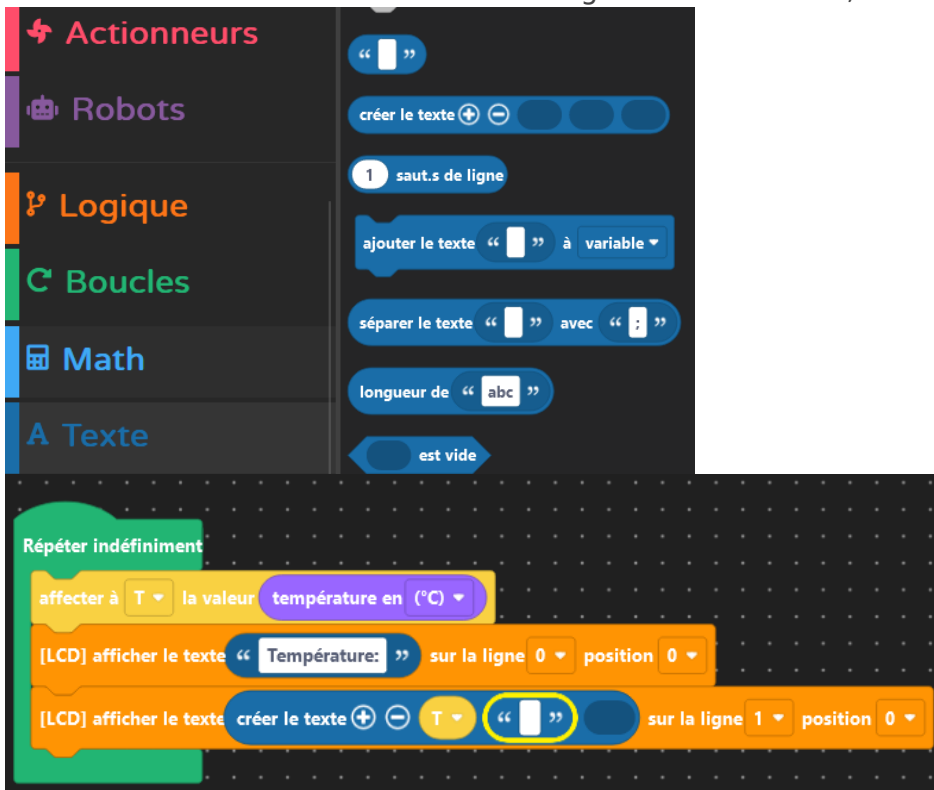 Actionneurs
Robots
Logique
Boucles
Math
A Texte
“ ”
créer le texte
1 saut.s de ligne
ajouter le texte “ ” à variable
séparer le texte “ ” avec “ ; ”
longueur de “ abc ”
est vide
Répéter indéfiniment
affecter à T la valeur température en (°C)
[LCD] afficher le texte “ Température: ” sur la ligne 0 position 0
[LCD] afficher le texte créer le texte T “ ” sur la ligne 1 position 0